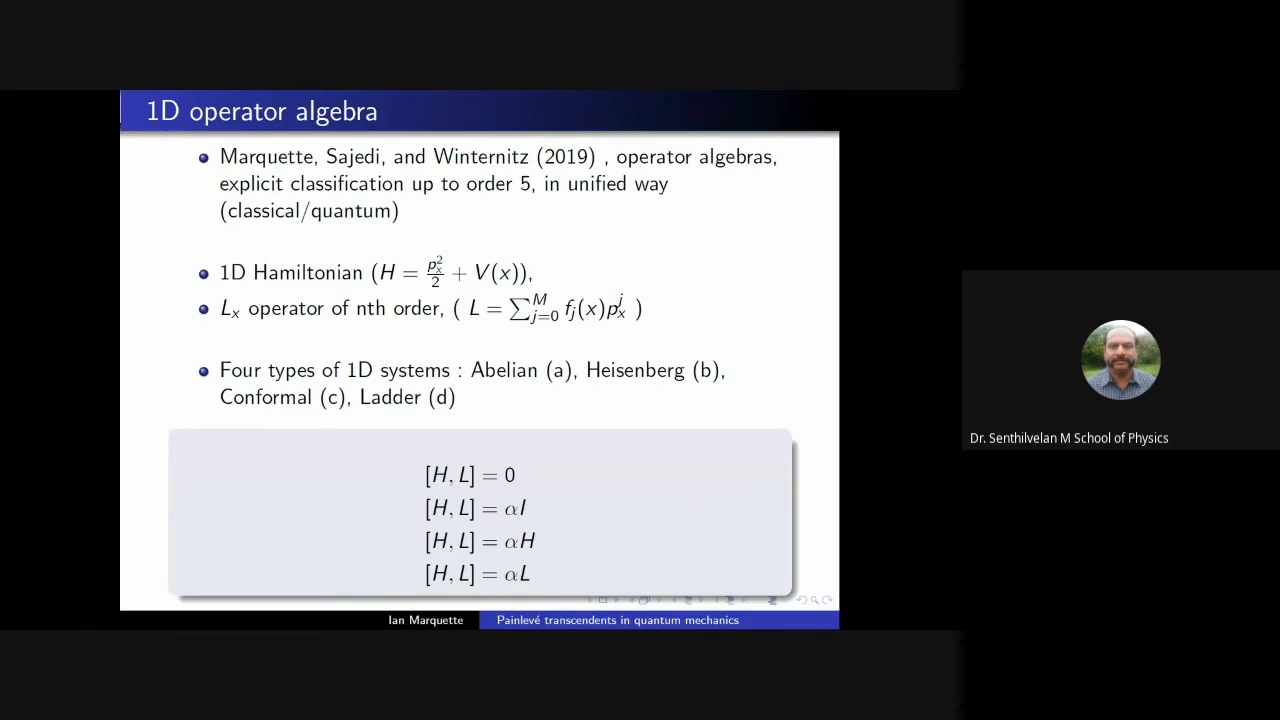 1D operator algebra
Marquette, Sajedi, and Winternitz (2019) , operator algebras,
explicit classification up to order 5, in unified way
(classical/quantum)
1D Hamiltonian (H = p_x^2/2 + V(x)),
L_x operator of nth order, ( L = ∑_{j=0}^{M} f_j(x)p_x^j )
Four types of 1D systems : Abelian (a), Heisenberg (b),
Conformal (c), Ladder (d)
[H, L] = 0
[H, L] = αI
[H, L] = αH
[H, L] = αL
Ian Marquette
Painlevé transcendents in quantum mechanics
Dr. Senthilvelan M School of Physics